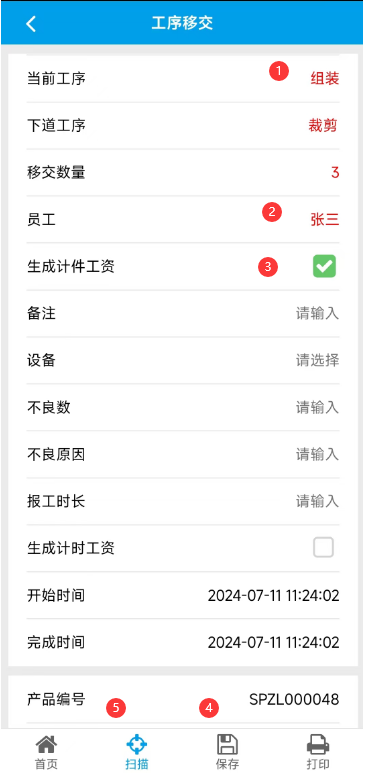 工序移交
当前工序 1 组装
下道工序 裁剪
移交数量 3
员工 2 张三
生成计件工资 3
备注 请输入
设备 请选择
不良数 请输入
不良原因 请输入
报工时长 请输入
生成计时工资
开始时间 2024-07-11 11:24:02
完成时间 2024-07-11 11:24:02
产品编号 SPZL000048
5 4
首页 扫描 保存 打印